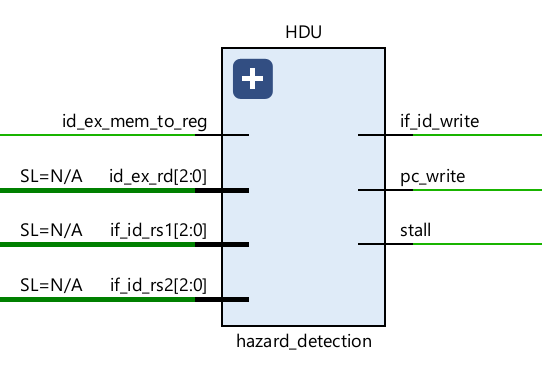 HDU
id_ex_mem_to_reg
if_id_write
SL=N/A id_ex_rd[2:0]
pc_write
SL=N/A if_id_rs1[2:0]
stall
SL=N/A if_id_rs2[2:0]
hazard_detection